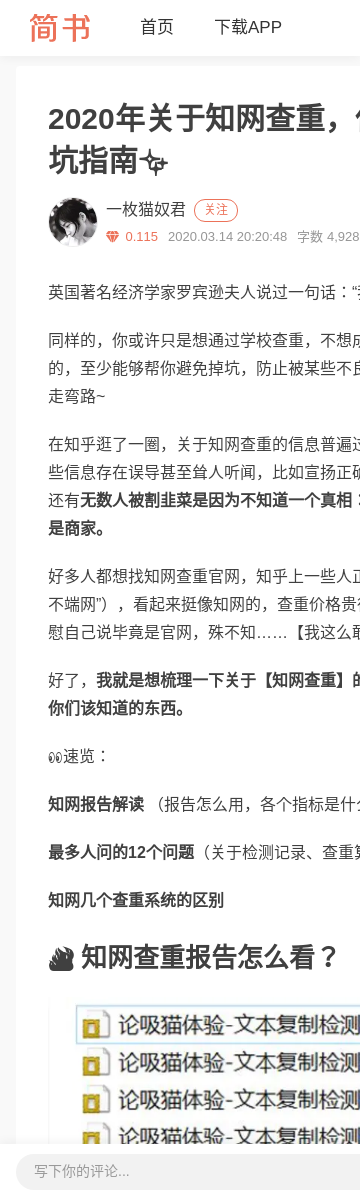 简书 首页 下载APP
2020年关于知网查重，
坑指南
一枚猫奴君 关注
0.115 2020.03.14 20:20:48 字数 4,928
英国著名经济学家罗宾逊夫人说过一句话：“
同样的，你或许只是想通过学校查重，不想
的，至少能够帮你避免掉坑，防止被某些不
走弯路~
在知乎逛了一圈，关于知网查重的信息普遍
些信息存在误导甚至耸人听闻，比如宣扬正
还有无数人被割韭菜是因为不知道一个真相：
是商家。
好多人都想找知网查重官网，知乎上一些人
不端网”），看起来挺像知网的，查重价格贵
慰自己说毕竟是官网，殊不知……【我这么
好了，我就是想梳理一下关于【知网查重】
你们该知道的东西。
👀速览：
知网报告解读 （报告怎么用，各个指标是什
最多人问的12个问题（关于检测记录、查重
知网几个查重系统的区别
🔥 知网查重报告怎么看？
论吸猫体验-文本复制检测
论吸猫体验-文本复制检测
论吸猫体验-文本复制检测
论吸猫体验-文本复制检测
写下你的评论...